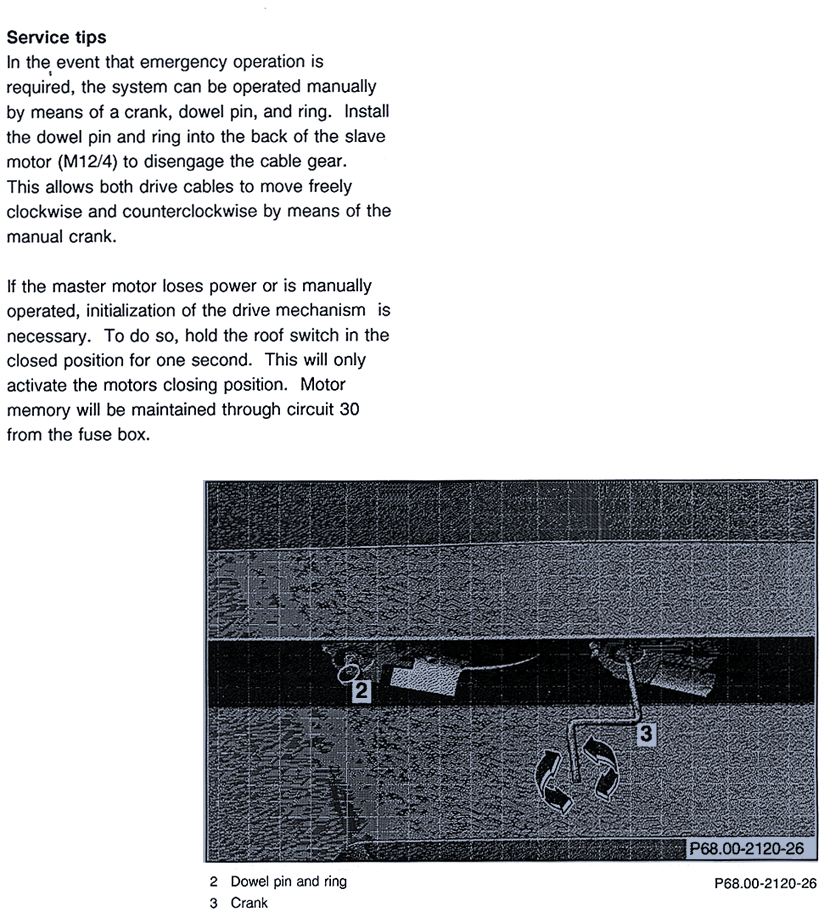 Service tips
In the event that emergency operation is
required, the system can be operated manually
by means of a crank, dowel pin, and ring. Install
the dowel pin and ring into the back of the slave
motor (M12/4) to disengage the cable gear.
This allows both drive cables to move freely
clockwise and counterclockwise by means of the
manual crank.
If the master motor loses power or is manually
operated, initialization of the drive mechanism is
necessary. To do so, hold the roof switch in the
closed position for one second. This will only
activate the motors closing position. Motor
memory will be maintained through circuit 30
from the fuse box.
2
3
P68.00-2120-26
2 Dowel pin and ring
P68.00-2120-26
3 Crank